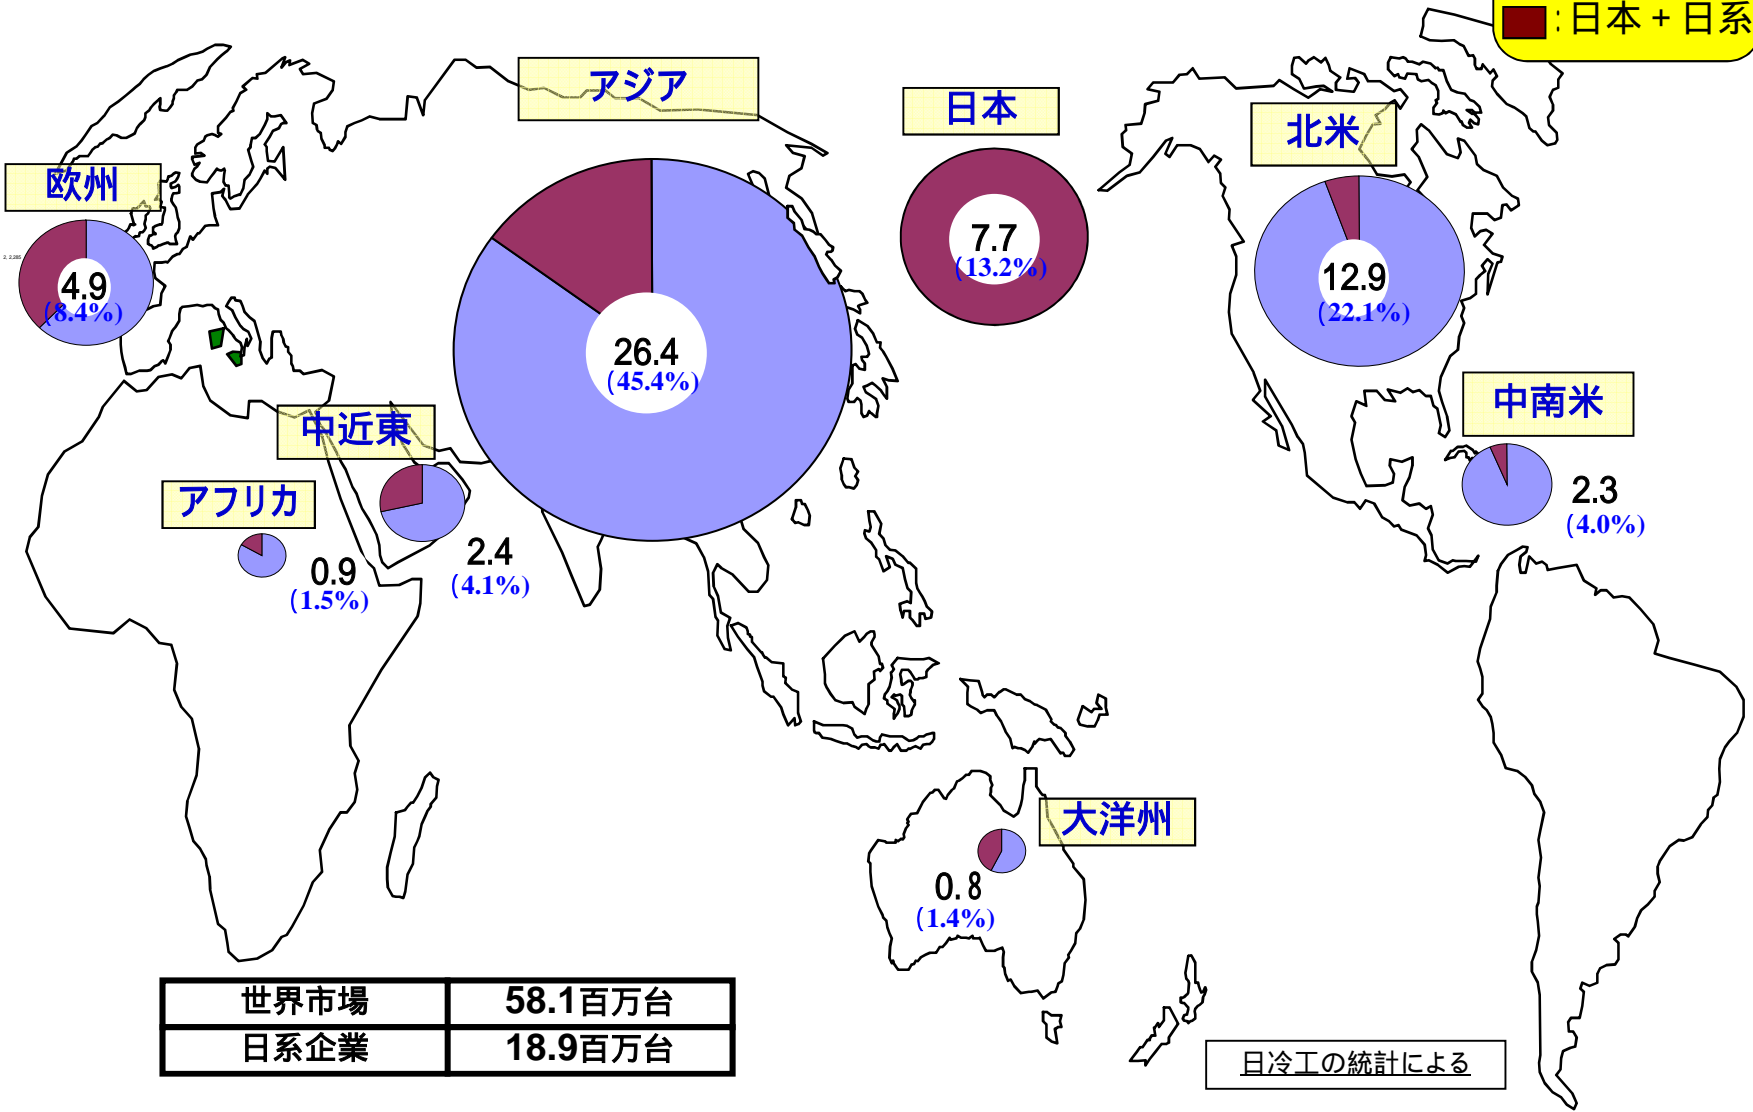 : 日本 + 日系
アジア
日本
北米
欧州
4.9
(8.4%)
7.7
(13.2%)
12.9
(22.1%)
26.4
(45.4%)
中南米
2.3
(4.0%)
中近東
2.4
(4.1%)
アフリカ
0.9
(1.5%)
大洋州
0.8
(1.4%)
世界市場 58.1百万台
日系企業 18.9百万台
日冷工の統計による